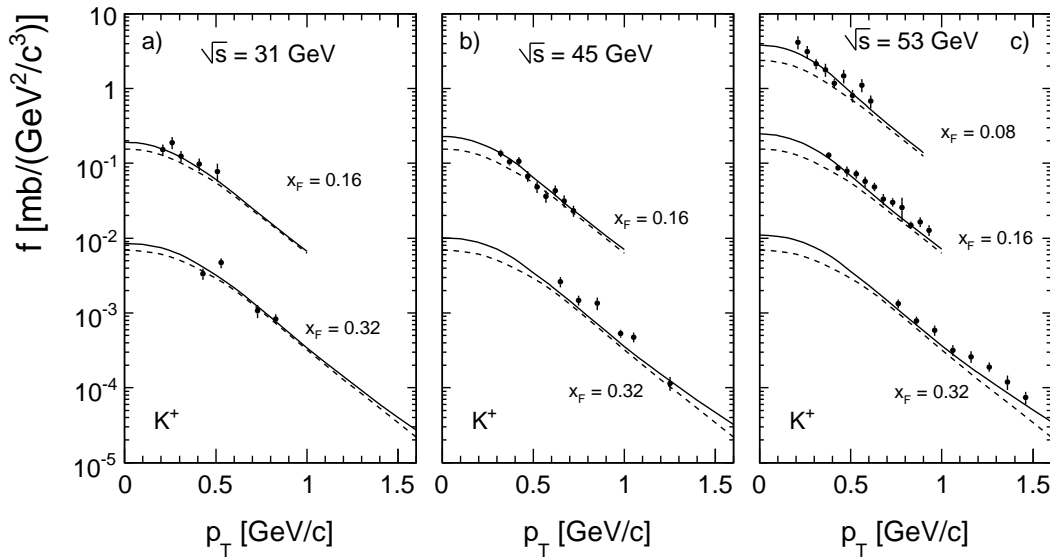 f [mb/(GeV²/c³)]
10
1
10⁻¹
10⁻²
10⁻³
10⁻⁴
10⁻⁵
a)
√s = 31 GeV
x_F = 0.16
x_F = 0.32
K⁺
0 0.5 1 1.5
p_T [GeV/c]
b)
√s = 45 GeV
x_F = 0.16
x_F = 0.32
K⁺
0 0.5 1 1.5
p_T [GeV/c]
√s = 53 GeV
c)
x_F = 0.08
x_F = 0.16
x_F = 0.32
K⁺
0 0.5 1 1.5
p_T [GeV/c]